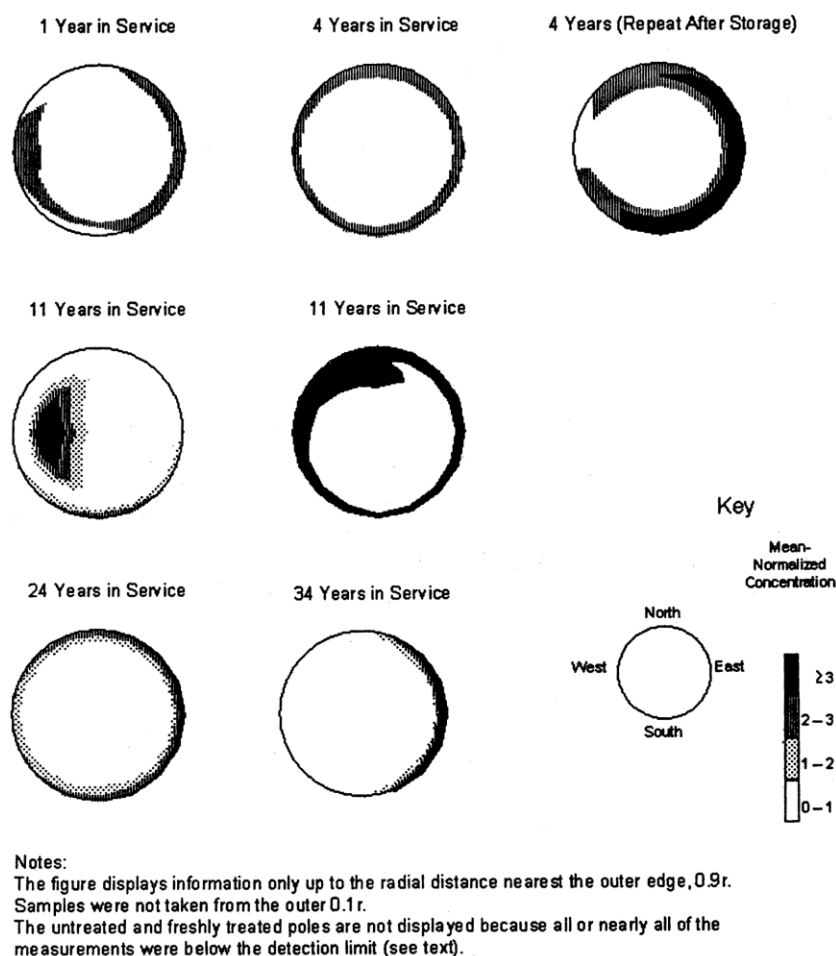 1 Year in Service
4 Years in Service
4 Years (Repeat After Storage)
11 Years in Service
11 Years in Service
24 Years in Service
34 Years in Service
Key
Mean-
Normalized
Concentration
North
West
East
South
≥3
2–3
1–2
0–1
Notes:
The figure displays information only up to the radial distance nearest the outer edge, 0.9r.
Samples were not taken from the outer 0.1r.
The untreated and freshly treated poles are not displayed because all or nearly all of the
measurements were below the detection limit (see text).